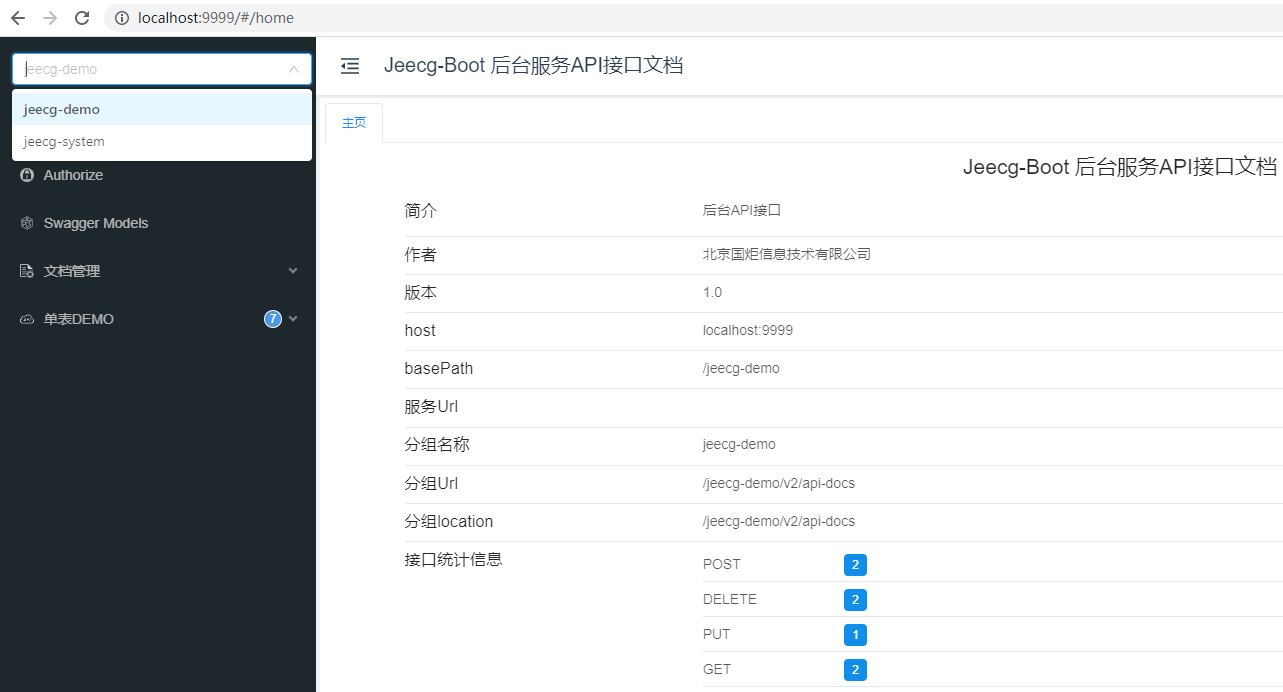 localhost:9999/#/home
jeecg-demo
jeecg-demo
jeecg-system
Authorize
Swagger Models
文档管理
单表DEMO 7
Jeecg-Boot 后台服务API接口文档
主页
Jeecg-Boot 后台服务API接口文档
简介 后台API接口
作者 北京国炬信息技术有限公司
版本 1.0
host localhost:9999
basePath /jeecg-demo
服务Url
分组名称 jeecg-demo
分组Url /jeecg-demo/v2/api-docs
分组location /jeecg-demo/v2/api-docs
接口统计信息 POST 2
DELETE 2
PUT 1
GET 2